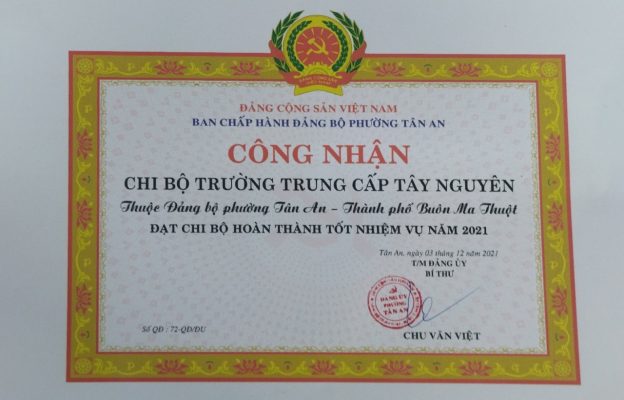 ĐẢNG CỘNG SẢN VIỆT NAM
BAN CHẤP HÀNH ĐẢNG BỘ PHƯỜNG TÂN AN
CÔNG NHẬN
CHI BỘ TRƯỜNG TRUNG CẤP TÂY NGUYÊN
Thuộc Đảng bộ phường Tân An – Thành phố Buôn Ma Thuột
ĐẠT CHI BỘ HOÀN THÀNH TỐT NHIỆM VỤ NĂM 2021
Tân An, ngày 03 tháng 12 năm 2021
T/M ĐẢNG ỦY
BÍ THƯ
ĐẢNG ỦY
PHƯỜNG
TÂN AN
Số QĐ : 72-QĐ/ĐU
CHU VĂN VIỆT